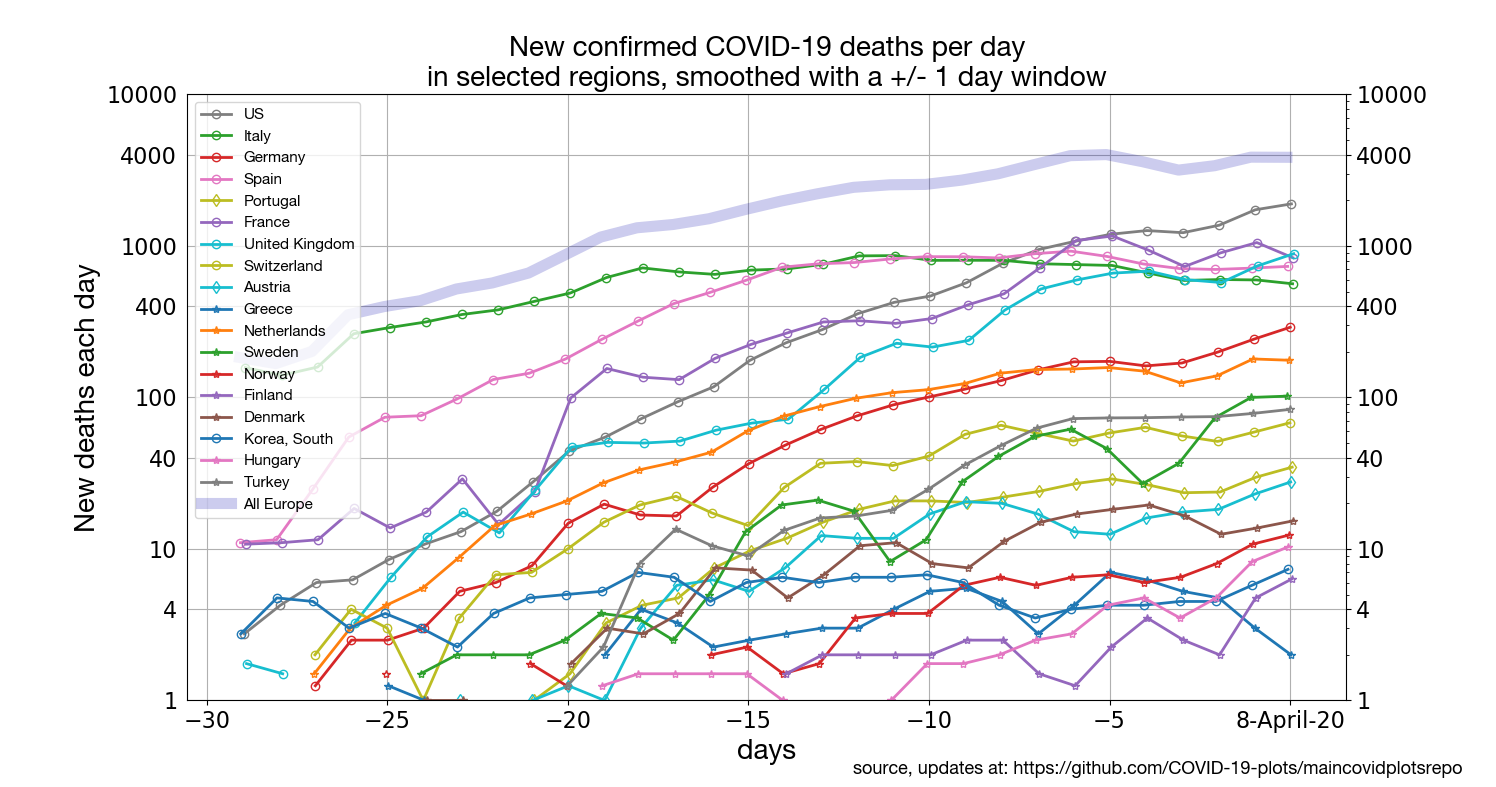 New confirmed COVID-19 deaths per day
in selected regions, smoothed with a +/- 1 day window
10000
4000
1000
400
100
40
10
4
1
New deaths each day
US
Italy
Germany
Spain
Portugal
France
United Kingdom
Switzerland
Austria
Greece
Netherlands
Sweden
Norway
Finland
Denmark
Korea, South
Hungary
Turkey
All Europe
10000
4000
1000
400
100
40
10
4
1
−30 −25 −20 −15 −10 −5 8-April-20
days
source, updates at: https://github.com/COVID-19-plots/maincovidplotsrepo